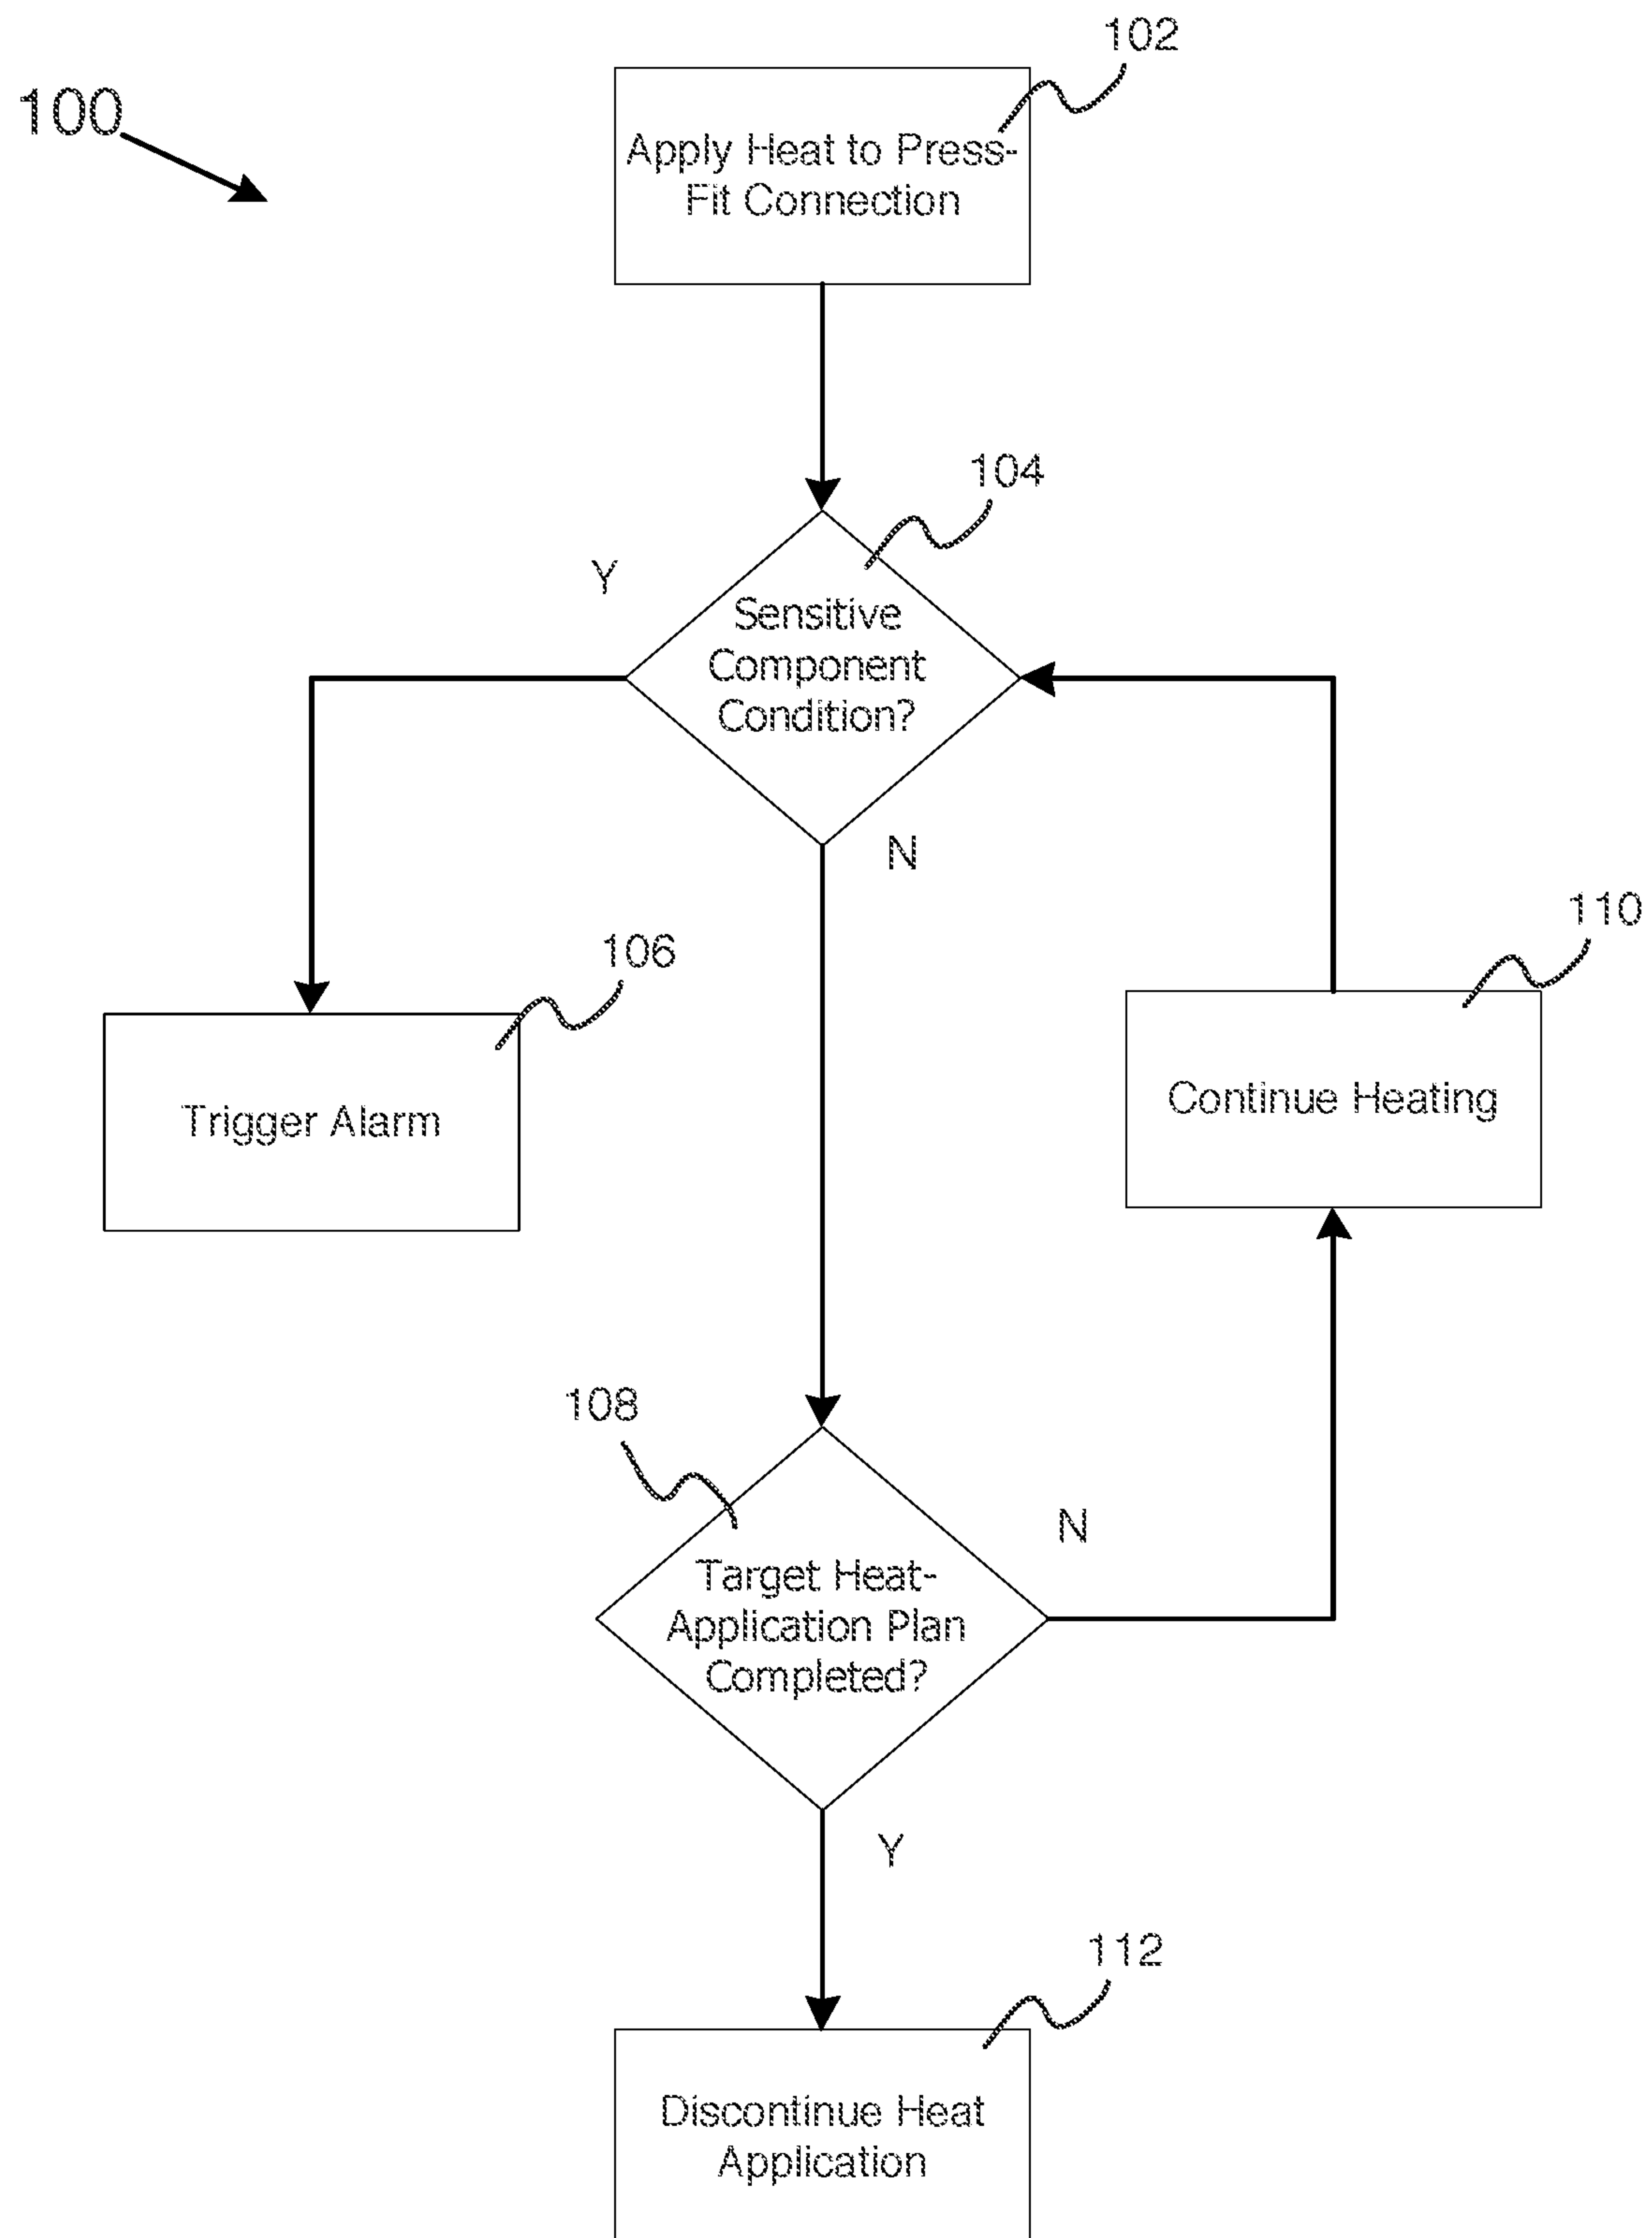 102
100
Apply Heat to Press-
Fit Connection
104
Y
Sensitive
Component
Condition?
N
110
106
Continue Heating
Trigger Alarm
108
N
Target Heat-
Application Plan
Completed?
Y
112
Discontinue Heat
Application